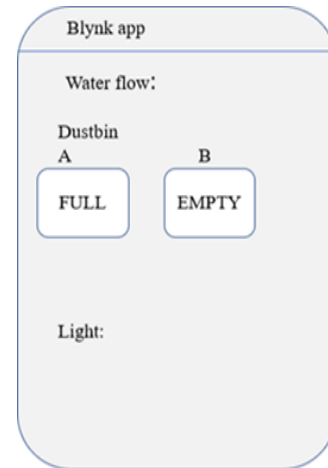 Blynk app
Water flow:
Dustbin
A B
FULL EMPTY
Light: